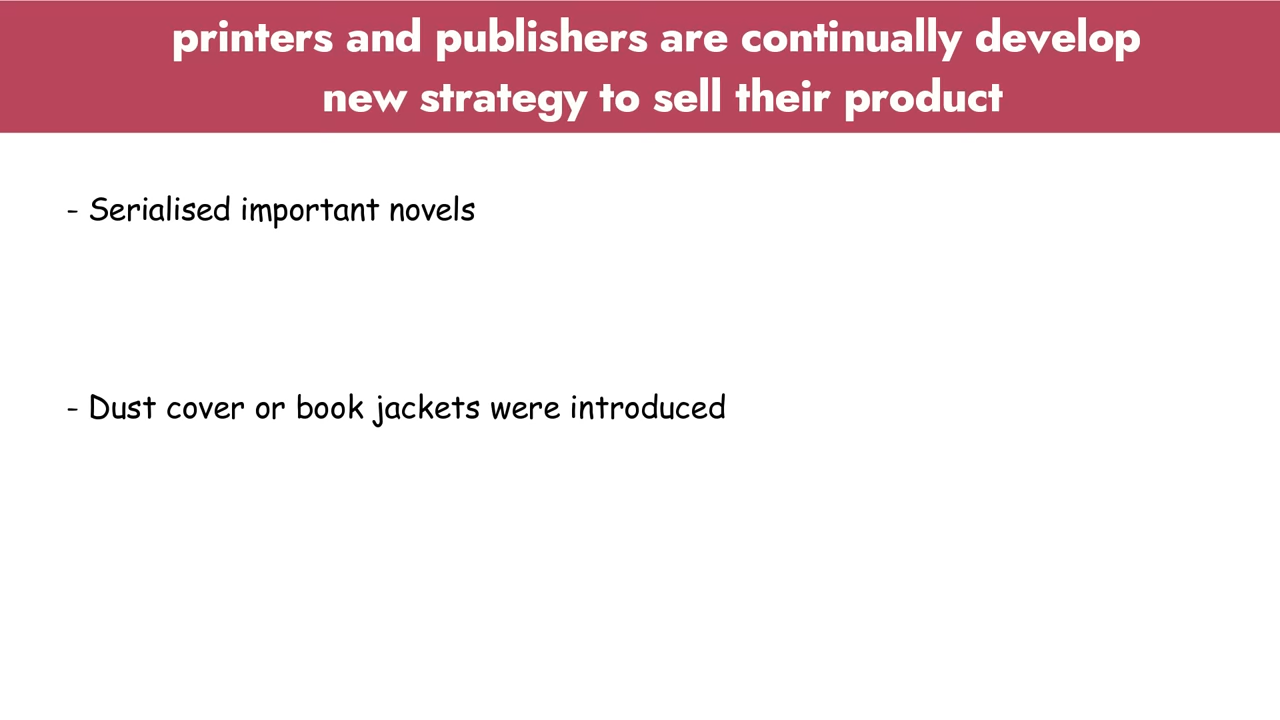 printers and publishers are continually develop
new strategy to sell their product
- Serialised important novels
- Dust cover or book jackets were introduced